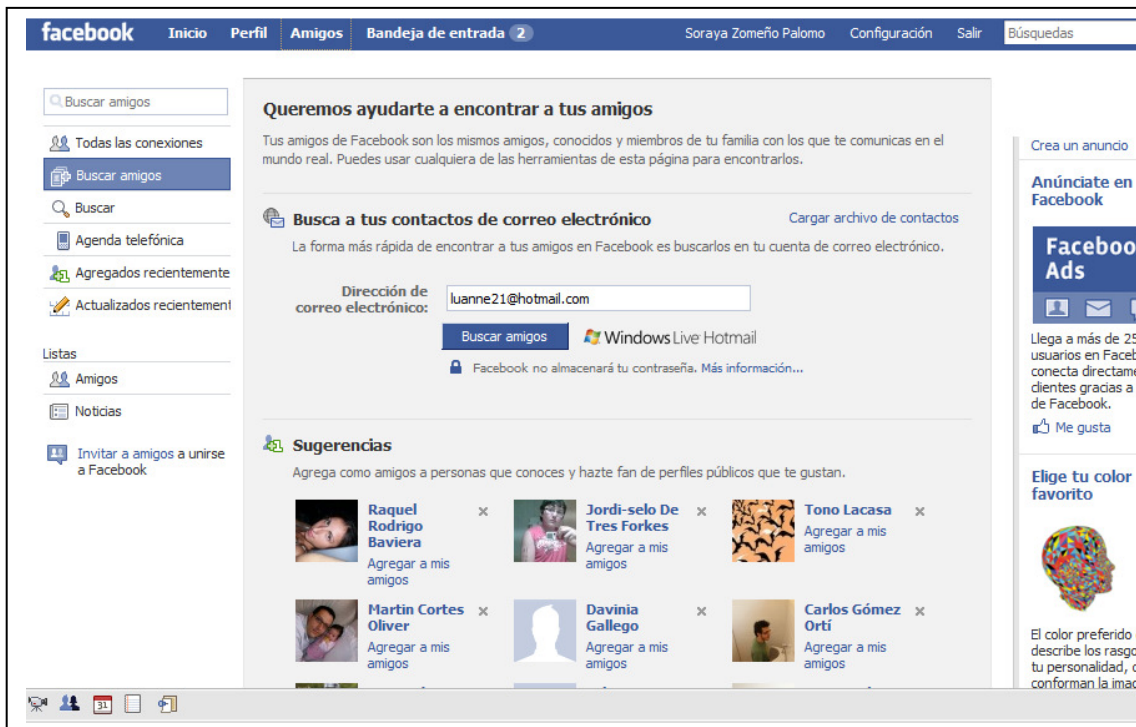 facebook Inicio Perfil Amigos Bandeja de entrada 2 Soraya Zomeño Palomo Configuración Salir Búsquedas
Buscar amigos
Todas las conexiones
Buscar amigos
Buscar
Agenda telefónica
Agregados recientemente
Actualizados recientement
Listas
Amigos
Noticias
Invitar a amigos a unirse
a Facebook
Queremos ayudarte a encontrar a tus amigos
Tus amigos de Facebook son los mismos amigos, conocidos y miembros de tu familia con los que te comunicas en el
mundo real. Puedes usar cualquiera de las herramientas de esta página para encontrarlos.
Busca a tus contactos de correo electrónico Cargar archivo de contactos
La forma más rápida de encontrar a tus amigos en Facebook es buscarlos en tu cuenta de correo electrónico.
Dirección de
correo electrónico:
luanne21@hotmail.com
Buscar amigos Windows Live Hotmail
Facebook no almacenará tu contraseña. Más información...
Sugerencias
Agrega como amigos a personas que conoces y hazte fan de perfiles públicos que te gustan.
Raquel
Rodrigo
Baviera
Agregar a mis
amigos
Jordi-selo De
Tres Forkes
Agregar a mis
amigos
Tono Lacasa
Agregar a mis
amigos
Martin Cortes
Oliver
Agregar a mis
amigos
Davinia
Gallego
Agregar a mis
amigos
Carlos Gómez
Ortí
Agregar a mis
amigos
Crea un anuncio
Anúnciate en
Facebook
Faceboo
Ads
Llega a más de 25
usuarios en Faceb
conecta directame
clientes gracias a
de Facebook.
Me gusta
Elige tu color
favorito
El color preferido
describe los rasgo
tu personalidad,
conforman la imag
31